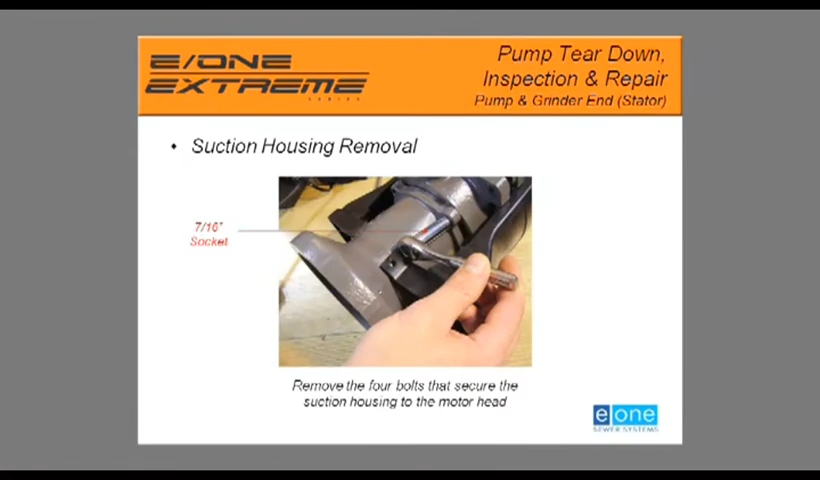 E/ONE
EXTREME
SERIES
Pump Tear Down,
Inspection & Repair
Pump & Grinder End (Stator)
• Suction Housing Removal
7/16"
Socket
Remove the four bolts that secure the
suction housing to the motor head
e one
SEWER SYSTEMS